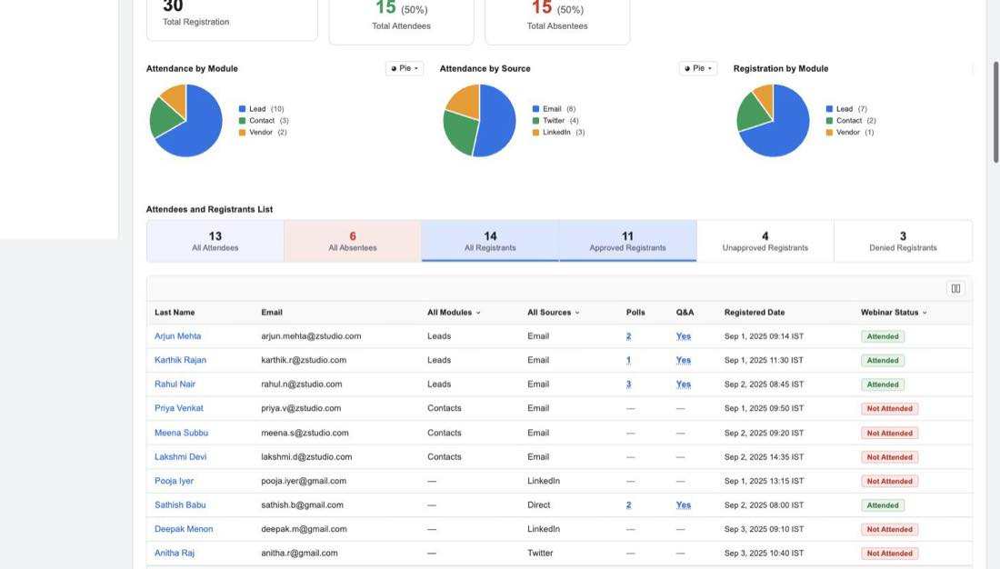 30
Total Registration
15 (50%)
Total Attendees
15 (50%)
Total Absentees
Attendance by Module
Pie
Lead (10)
Contact (3)
Vendor (2)
Attendance by Source
Pie
Email (8)
Twitter (4)
LinkedIn (3)
Registration by Module
Lead (7)
Contact (2)
Vendor (1)
Attendees and Registrants List
13
All Attendees
6
All Absentees
14
All Registrants
11
Approved Registrants
4
Unapproved Registrants
3
Denied Registrants
Last Name Email All Modules All Sources Polls Q&A Registered Date Webinar Status
Arjun Mehta arjun.mehta@zstudio.com Leads Email 2 Yes Sep 1, 2025 09:14 IST Attended
Karthik Rajan karthik.r@zstudio.com Leads Email 1 Yes Sep 1, 2025 11:30 IST Attended
Rahul Nair rahul.n@zstudio.com Leads Email 3 Yes Sep 2, 2025 08:45 IST Attended
Priya Venkat priya.v@zstudio.com Contacts Email — — Sep 1, 2025 09:50 IST Not Attended
Meena Subbu meena.s@zstudio.com Contacts Email — — Sep 2, 2025 09:20 IST Not Attended
Lakshmi Devi lakshmi.d@zstudio.com Contacts Email — — Sep 2, 2025 14:35 IST Not Attended
Pooja Iyer pooja.iyer@gmail.com — LinkedIn — — Sep 1, 2025 13:15 IST Not Attended
Sathish Babu sathish.b@gmail.com — Direct 2 Yes Sep 2, 2025 08:00 IST Attended
Deepak Menon deepak.m@gmail.com — LinkedIn — — Sep 3, 2025 09:10 IST Not Attended
Anitha Raj anitha.r@gmail.com — Twitter — — Sep 3, 2025 10:40 IST Not Attended